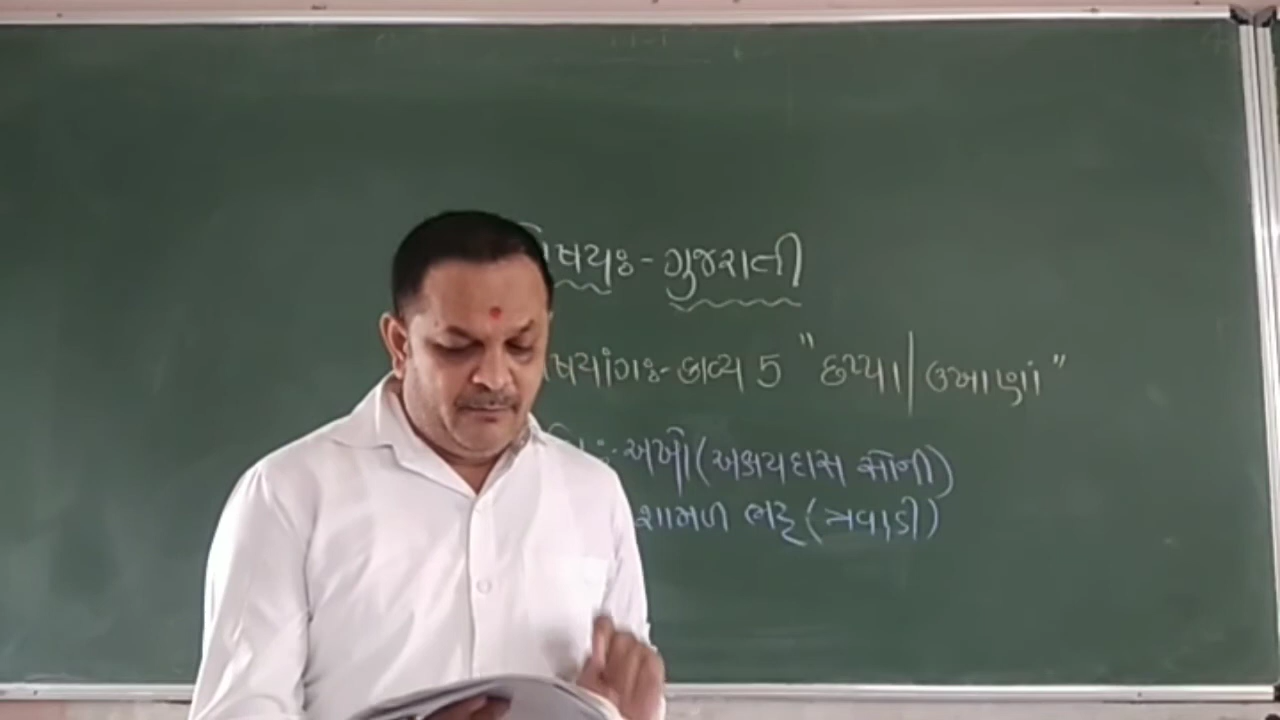 વિષયઃ- ગુજરાતી
વિષયાંગઃ- કાવ્ય 5 "છપ્પા|ઉખાણાં"
અખો (અક્ષયદાસ સોની)
શામળ ભટ્ટ (ત્રવાડી)